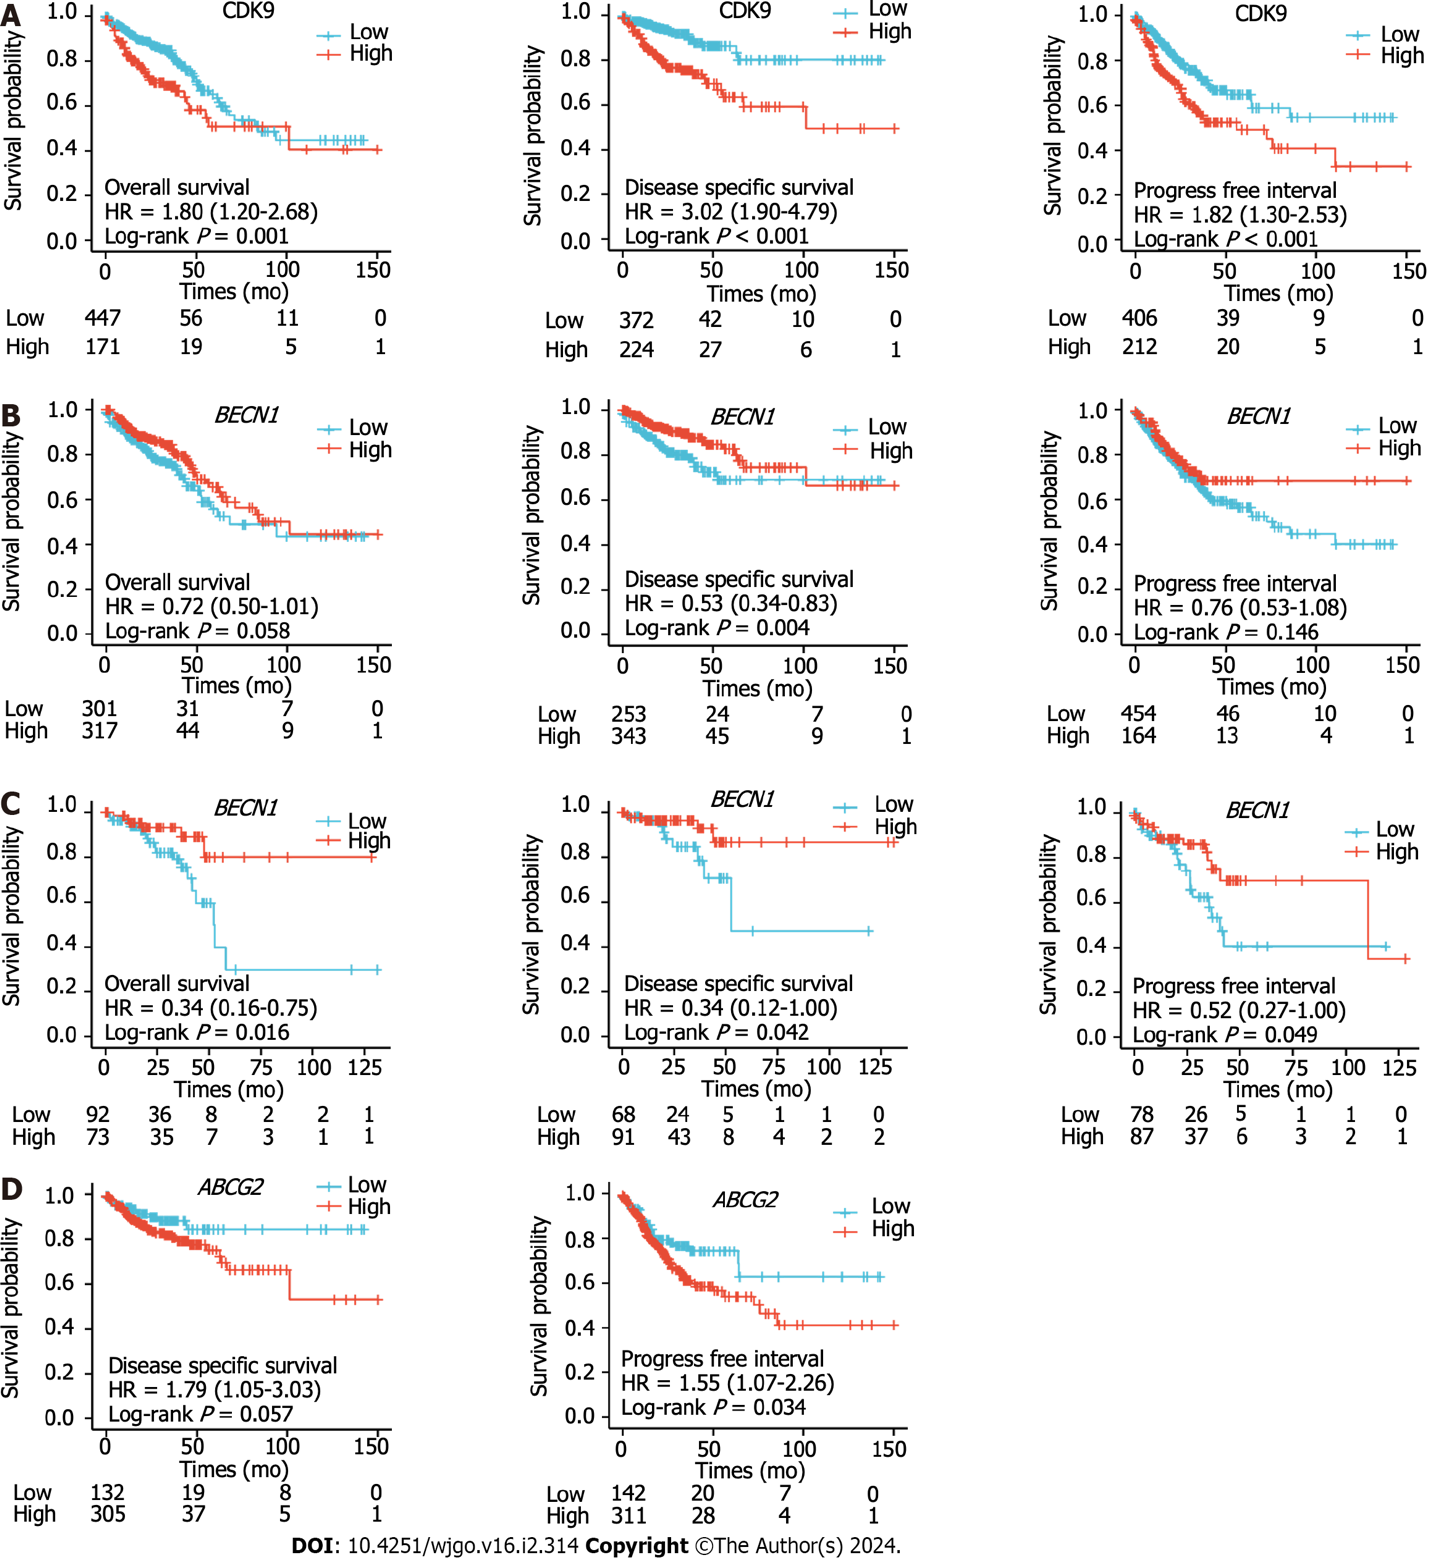 A
CDK9
Low
High
Survival probability
1.0
0.8
0.6
0.4
0.2
0.0
Overall survival
HR = 1.80 (1.20-2.68)
Log-rank P = 0.001
0 50 100 150
Times (mo)
Low 447 56 11 0
High 171 19 5 1
CDK9
Low
High
Survival probability
1.0
0.8
0.6
0.4
0.2
0.0
Disease specific survival
HR = 3.02 (1.90-4.79)
Log-rank P < 0.001
0 50 100 150
Times (mo)
Low 372 42 10 0
High 224 27 6 1
CDK9
Low
High
Survival probability
1.0
0.8
0.6
0.4
0.2
0.0
Progress free interval
HR = 1.82 (1.30-2.53)
Log-rank P < 0.001
0 50 100 150
Times (mo)
Low 406 39 9 0
High 212 20 5 1
B
BECN1
Low
High
Survival probability
1.0
0.8
0.6
0.4
0.2
0.0
Overall survival
HR = 0.72 (0.50-1.01)
Log-rank P = 0.058
0 50 100 150
Times (mo)
Low 301 31 7 0
High 317 44 9 1
BECN1
Low
High
Survival probability
1.0
0.8
0.6
0.4
0.2
0.0
Disease specific survival
HR = 0.53 (0.34-0.83)
Log-rank P = 0.004
0 50 100 150
Times (mo)
Low 253 24 7 0
High 343 45 9 1
BECN1
Low
High
Survival probability
1.0
0.8
0.6
0.4
0.2
0.0
Progress free interval
HR = 0.76 (0.53-1.08)
Log-rank P = 0.146
0 50 100 150
Times (mo)
Low 454 46 10 0
High 164 13 4 1
C
BECN1
Low
High
Survival probability
1.0
0.8
0.6
0.4
0.2
0.0
Overall survival
HR = 0.34 (0.16-0.75)
Log-rank P = 0.016
0 25 50 75 100 125
Times (mo)
Low 92 36 8 2 2 1
High 73 35 7 3 1 1
BECN1
Low
High
Survival probability
1.0
0.8
0.6
0.4
0.2
0.0
Disease specific survival
HR = 0.34 (0.12-1.00)
Log-rank P = 0.042
0 25 50 75 100 125
Times (mo)
Low 68 24 5 1 1 0
High 91 43 8 4 2 2
BECN1
Low
High
Survival probability
1.0
0.8
0.6
0.4
0.2
0.0
Progress free interval
HR = 0.52 (0.27-1.00)
Log-rank P = 0.049
0 25 50 75 100 125
Times (mo)
Low 78 26 5 1 1 0
High 87 37 6 3 2 1
D
ABCG2
Low
High
Survival probability
1.0
0.8
0.6
0.4
0.2
0.0
Disease specific survival
HR = 1.79 (1.05-3.03)
Log-rank P = 0.057
0 50 100 150
Times (mo)
Low 132 19 8 0
High 305 37 5 1
ABCG2
Low
High
Survival probability
1.0
0.8
0.6
0.4
0.2
0.0
Progress free interval
HR = 1.55 (1.07-2.26)
Log-rank P = 0.034
0 50 100 150
Times (mo)
Low 142 20 7 0
High 311 28 4 1
DOI: 10.4251/wjgo.v16.i2.314 Copyright ©The Author(s) 2024.